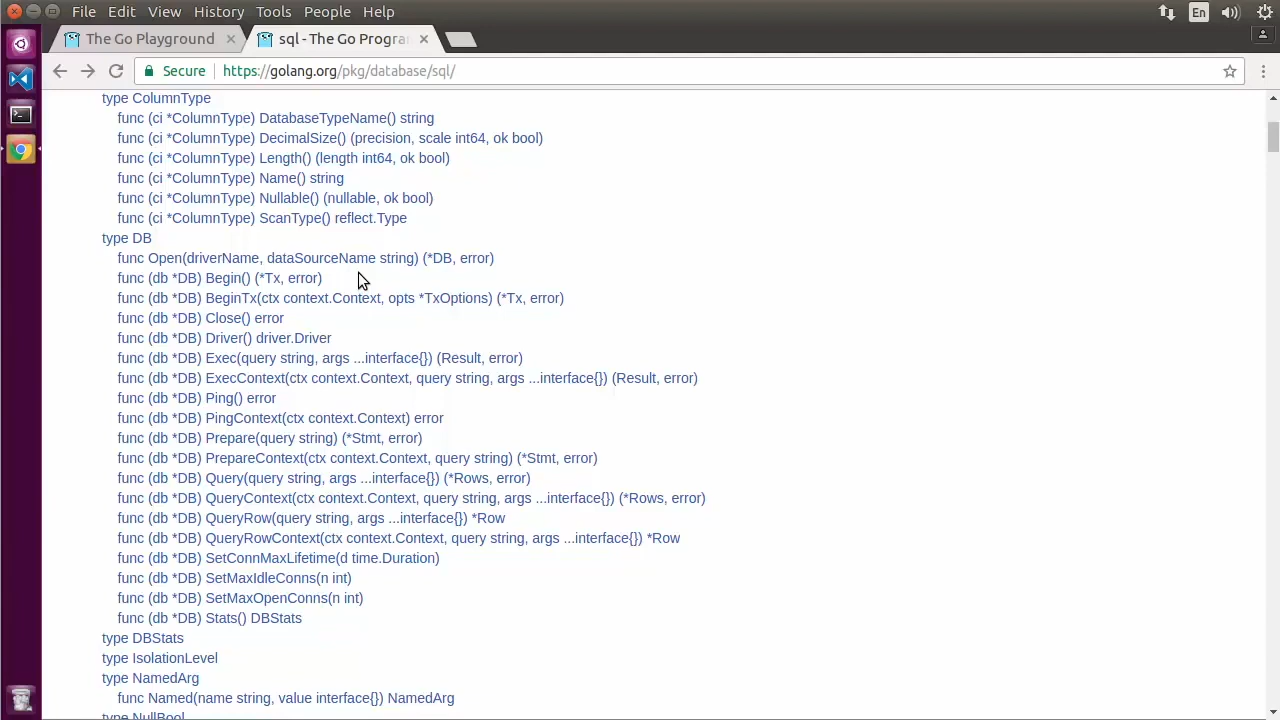 File Edit View History Tools People Help
En
The Go Playground
sql - The Go Progra
Secure https://golang.org/pkg/database/sql/
type ColumnType
func (ci *ColumnType) DatabaseTypeName() string
func (ci *ColumnType) DecimalSize() (precision, scale int64, ok bool)
func (ci *ColumnType) Length() (length int64, ok bool)
func (ci *ColumnType) Name() string
func (ci *ColumnType) Nullable() (nullable, ok bool)
func (ci *ColumnType) ScanType() reflect.Type
type DB
func Open(driverName, dataSourceName string) (*DB, error)
func (db *DB) Begin() (*Tx, error)
func (db *DB) BeginTx(ctx context.Context, opts *TxOptions) (*Tx, error)
func (db *DB) Close() error
func (db *DB) Driver() driver.Driver
func (db *DB) Exec(query string, args ...interface{}) (Result, error)
func (db *DB) ExecContext(ctx context.Context, query string, args ...interface{}) (Result, error)
func (db *DB) Ping() error
func (db *DB) PingContext(ctx context.Context) error
func (db *DB) Prepare(query string) (*Stmt, error)
func (db *DB) PrepareContext(ctx context.Context, query string) (*Stmt, error)
func (db *DB) Query(query string, args ...interface{}) (*Rows, error)
func (db *DB) QueryContext(ctx context.Context, query string, args ...interface{}) (*Rows, error)
func (db *DB) QueryRow(query string, args ...interface{}) *Row
func (db *DB) QueryRowContext(ctx context.Context, query string, args ...interface{}) *Row
func (db *DB) SetConnMaxLifetime(d time.Duration)
func (db *DB) SetMaxIdleConns(n int)
func (db *DB) SetMaxOpenConns(n int)
func (db *DB) Stats() DBStats
type DBStats
type IsolationLevel
type NamedArg
func Named(name string, value interface{}) NamedArg
type NullBool